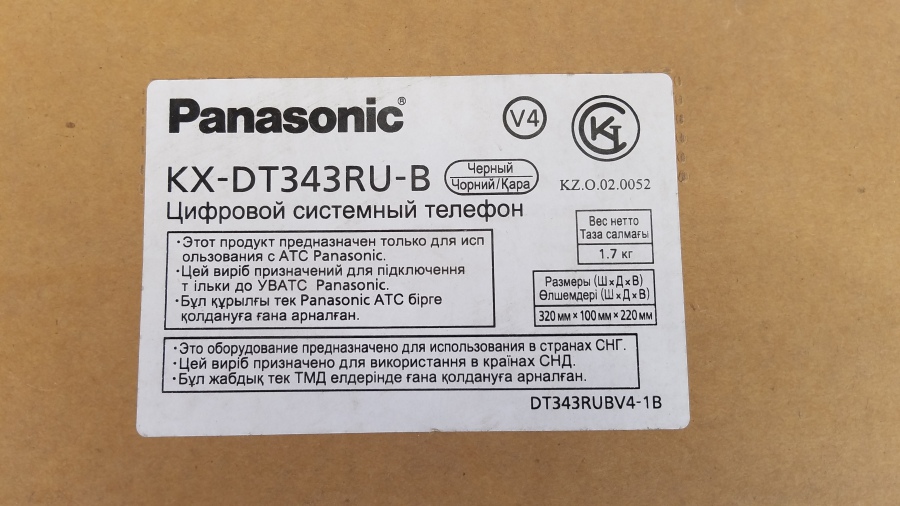 Panasonic®
V4
KX-DT343RU-B
Черный
Чорний/Қара
KZ.O.02.0052
Цифровой системный телефон
Вес нетто
Таза салмағы
1.7 кг
·Этот продукт предназначен только для исп
ользования с АТС Panasonic.
·Цей виріб призначений для підключення
т ільки до УВАТС Panasonic.
·Бұл құрылғы тек Panasonic АТС бірге
қолдануға ғана арналған.
Размеры (Ш×Д×В)
Өлшемдері (Ш×Д×В)
320 мм × 100 мм × 220 мм
·Это оборудование предназначено для использования в странах СНГ.
·Цей виріб призначено для використання в країнах СНД.
·Бұл жабдық тек ТМД елдерінде ғана қолдануға арналған.
DT343RUBV4-1B